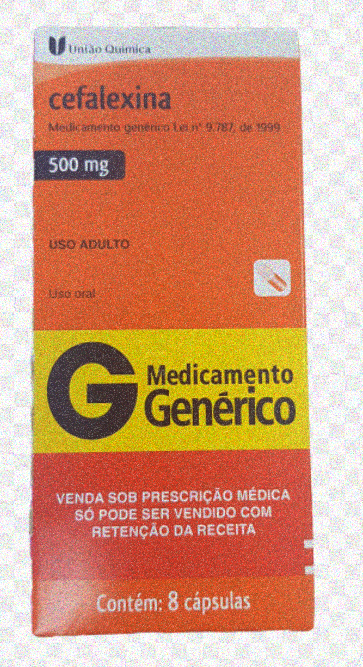 União Química
cefalexina
Medicamento genérico Lei nº 9.787, de 1999
500 mg
USO ADULTO
Uso oral
G Medicamento
Genérico
VENDA SOB PRESCRIÇÃO MÉDICA
SÓ PODE SER VENDIDO COM
RETENÇÃO DA RECEITA
Contém: 8 cápsulas